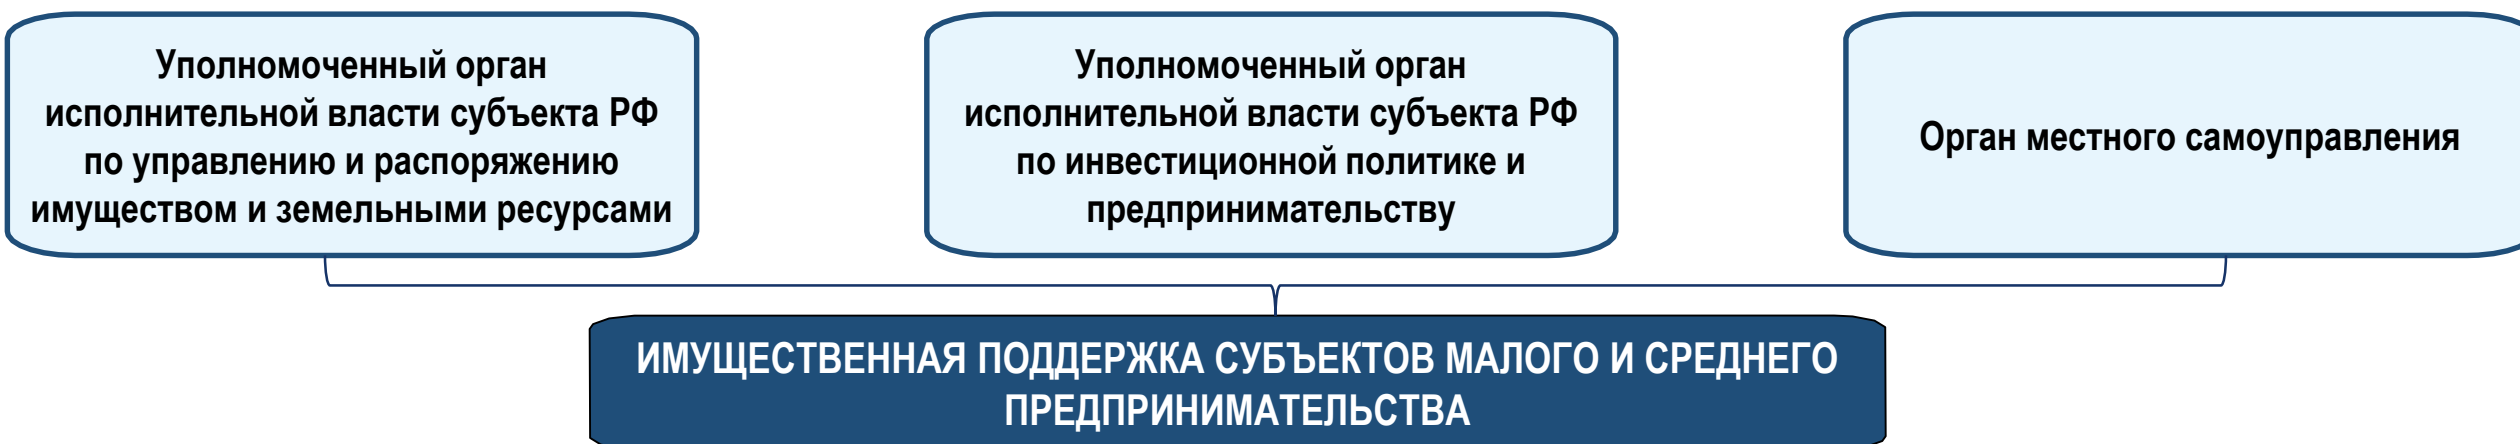 Уполномоченный орган
исполнительной власти субъекта РФ
по управлению и распоряжению
имуществом и земельными ресурсами
Уполномоченный орган
исполнительной власти субъекта РФ
по инвестиционной политике и
предпринимательству
Орган местного самоуправления
ИМУЩЕСТВЕННАЯ ПОДДЕРЖКА СУБЪЕКТОВ МАЛОГО И СРЕДНЕГО
ПРЕДПРИНИМАТЕЛЬСТВА